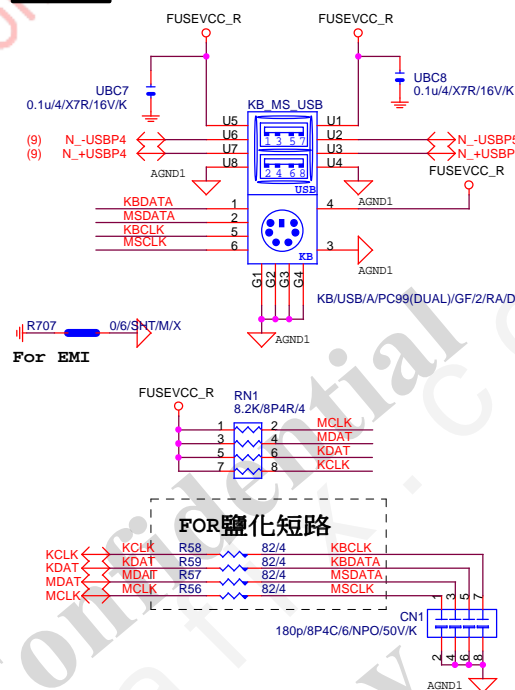 FUSEVCC_R FUSEVCC_R
UBC7
0.1u/4/X7R/16V/K
UBC8
0.1u/4/X7R/16V/K
KB_MS_USB
U5 U1
(9) N_-USBP4 U6 U2 N_-USBP5
(9) N_+USBP4 U7 U3 N_+USBP
U8 U4
1 3 5 7
2 4 6 8
USB
AGND1
FUSEVCC_R
AGND1
KBDATA 1 4
MSDATA 2
KBCLK 5
MSCLK 6 3
KB
AGND1
G1 G2 G3 G4
KB/USB/A/PC99(DUAL)/GF/2/RA/D
AGND1
R707 0/6/SHT/M/X
For EMI
FUSEVCC_R
RN1
8.2K/8P4R/4
1 2 MCLK
3 4 MDAT
5 6 KDAT
7 8 KCLK
FOR鹽化短路
KCLK KCLK R58 82/4 KBCLK
KDAT KDAT R59 82/4 KBDATA
MDAT MDAT R57 82/4 MSDATA
MCLK MCLK R56 82/4 MSCLK
1 3 5 7
CN1
180p/8P4C/6/NPO/50V/K
2 4 6 8
AGND1